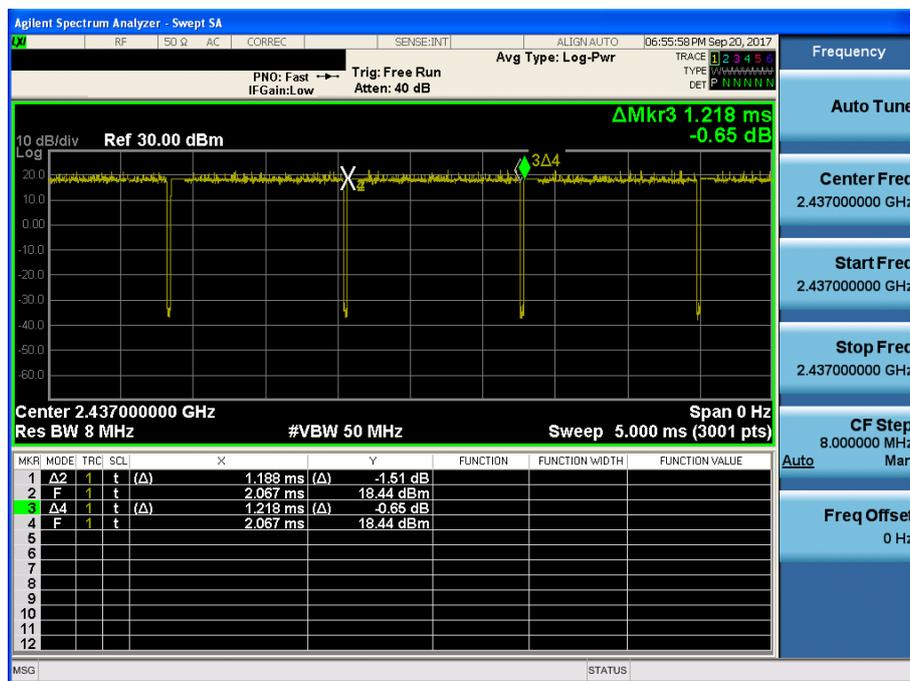 Agilent Spectrum Analyzer - Swept SA
LXI RF 50 Ω AC CORREC SENSE:INT ALIGN AUTO 06:55:58 PM Sep 20, 2017
Avg Type: Log-Pwr TRACE 1 2 3 4 5 6
PNO: Fast Trig: Free Run TYPE
IFGain:Low Atten: 40 dB DET P N N N N N
ΔMkr3 1.218 ms
-0.65 dB
10 dB/div Ref 30.00 dBm
Log
3Δ4
20.0
10.0
0.00
-10.0
-20.0
-30.0
-40.0
-50.0
-60.0
Center 2.437000000 GHz Span 0 Hz
Res BW 8 MHz #VBW 50 MHz Sweep 5.000 ms (3001 pts)
MKR MODE TRC SCL X Y FUNCTION FUNCTION WIDTH FUNCTION VALUE
1 Δ2 1 t (Δ) 1.188 ms (Δ) -1.51 dB
2 F 1 t 2.067 ms 18.44 dBm
3 Δ4 1 t (Δ) 1.218 ms (Δ) -0.65 dB
4 F 1 t 2.067 ms 18.44 dBm
5
6
7
8
9
10
11
12
MSG STATUS
Frequency
Auto Tune
Center Freq
2.437000000 GHz
Start Freq
2.437000000 GHz
Stop Freq
2.437000000 GHz
CF Step
8.000000 MHz
Auto Man
Freq Offset
0 Hz